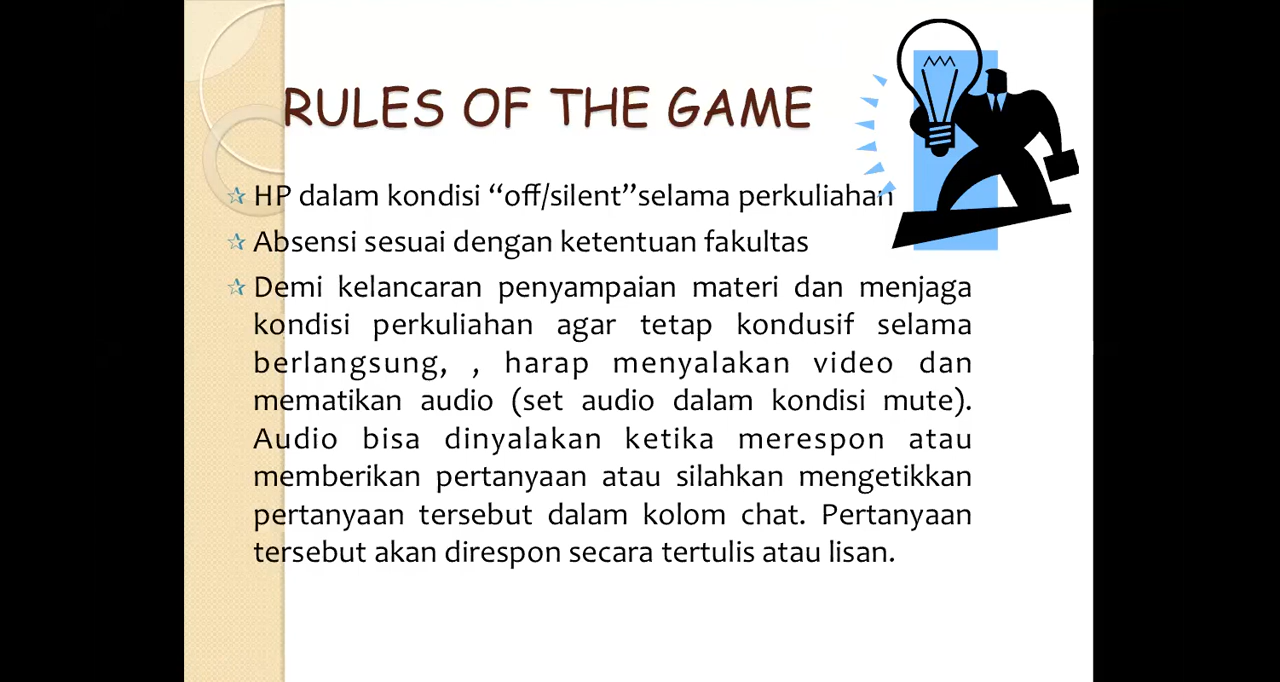 RULES OF THE GAME
HP dalam kondisi “off/silent”selama perkuliahan
Absensi sesuai dengan ketentuan fakultas
Demi kelancaran penyampaian materi dan menjaga
kondisi perkuliahan agar tetap kondusif selama
berlangsung, , harap menyalakan video dan
mematikan audio (set audio dalam kondisi mute).
Audio bisa dinyalakan ketika merespon atau
memberikan pertanyaan atau silahkan mengetikkan
pertanyaan tersebut dalam kolom chat. Pertanyaan
tersebut akan direspon secara tertulis atau lisan.